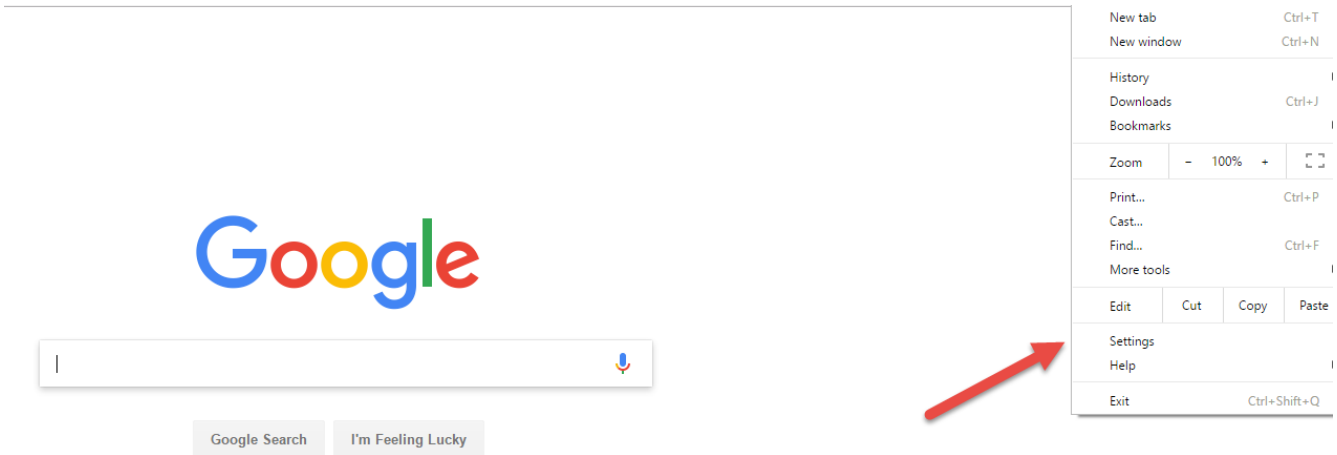 New tab Ctrl+T
New window Ctrl+N
History
Downloads Ctrl+J
Bookmarks
Zoom - 100% +
Print... Ctrl+P
Cast...
Find... Ctrl+F
More tools
Edit Cut Copy Paste
Settings
Help
Exit Ctrl+Shift+Q
Google
Google Search I'm Feeling Lucky